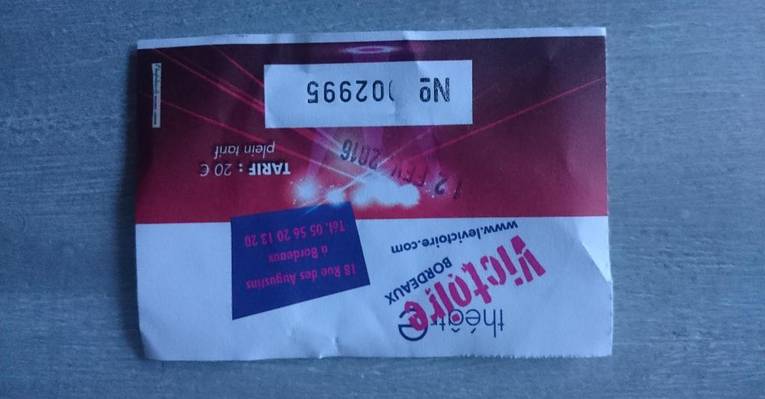 théâtre
Victoire
BORDEAUX
www.levictoire.com
18 Rue des Augustins
à Bordeaux
Tél. 05 56 20 13 20
12 FEV 2016
TARIF : 20 €
plein tarif
Nº 002995